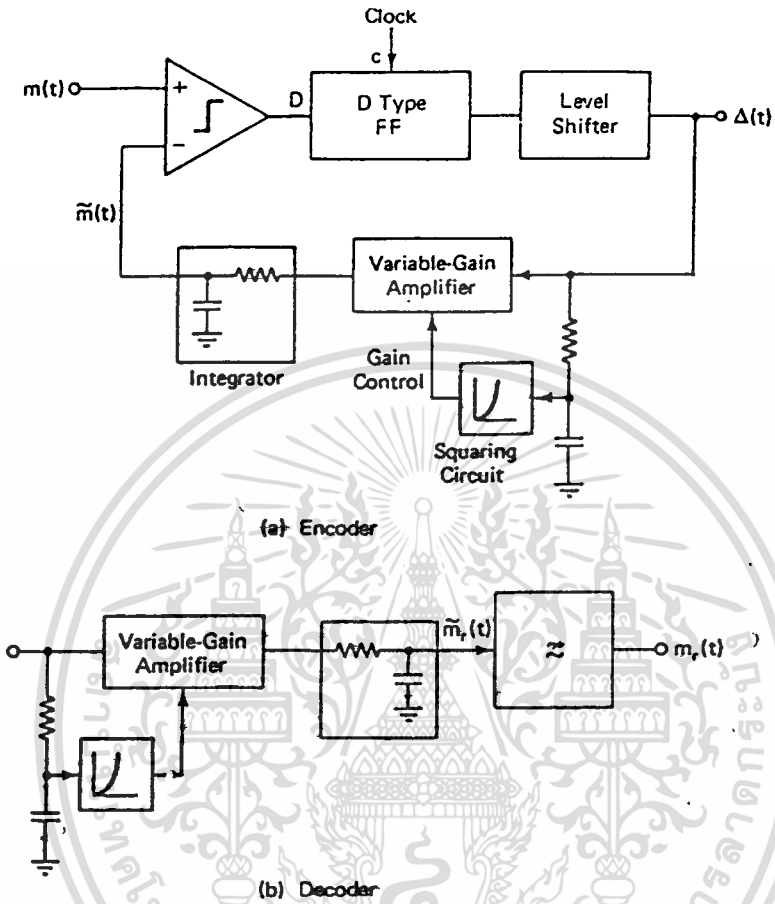 Clock
c
m(t)
+
−
D
D Type
FF
Level
Shifter
Δ(t)
m̃(t)
Variable-Gain
Amplifier
Integrator
Gain
Control
Squaring
Circuit
(a) Encoder
Variable-Gain
Amplifier
m̃ᵣ(t)
mᵣ(t)
(b) Decoder